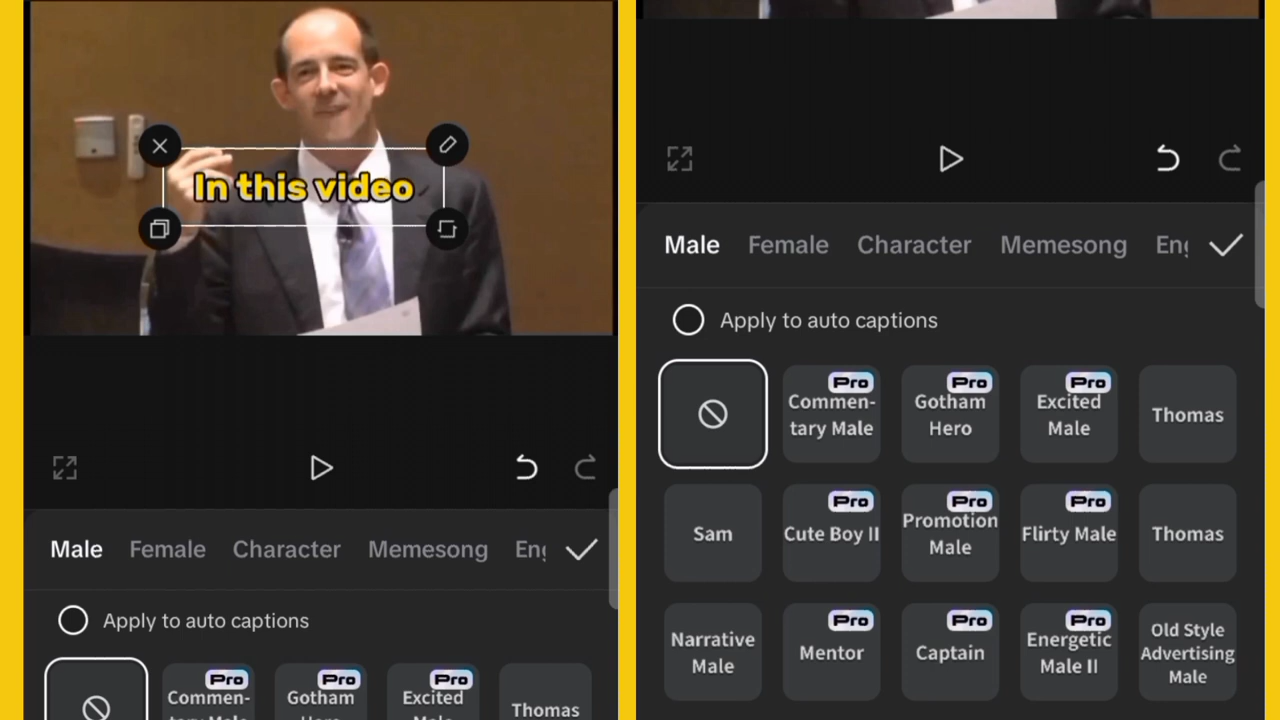 In this video
Male Female Character Memesong Eng
Apply to auto captions
Pro Pro Pro
Commen- Gotham Excited Thomas
Male Female Character Memesong Eng
Apply to auto captions
Pro Pro Pro
Commen-
tary Male
Gotham
Hero
Excited
Male
Thomas
Pro Pro Pro
Sam
Cute Boy II
Promotion
Male
Flirty Male
Thomas
Pro Pro Pro
Narrative
Male
Mentor
Captain
Energetic
Male II
Old Style
Advertising
Male